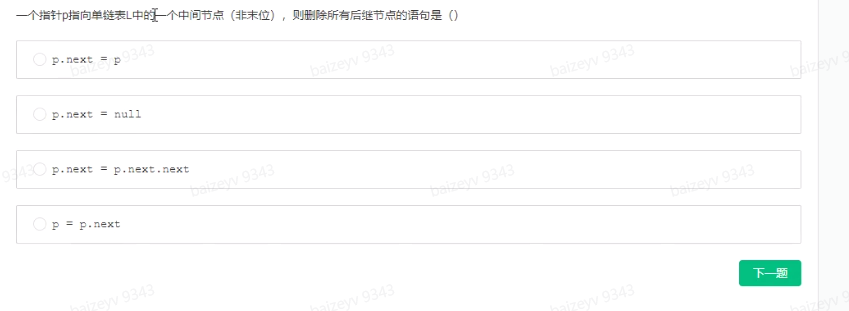 一个指针p指向单链表L中的一个中间节点（非末位），则删除所有后继节点的语句是（）
p.next = p
p.next = null
p.next = p.next.next
p = p.next
下一题
baizeyv 9343
baizeyv 9343
baizeyv 9343
baizeyv
9343
baizeyv 9343
baizeyv 9343
baizeyv 9343
baizeyv 9343
baizeyv 9343
baizeyv 9343
baizeyv